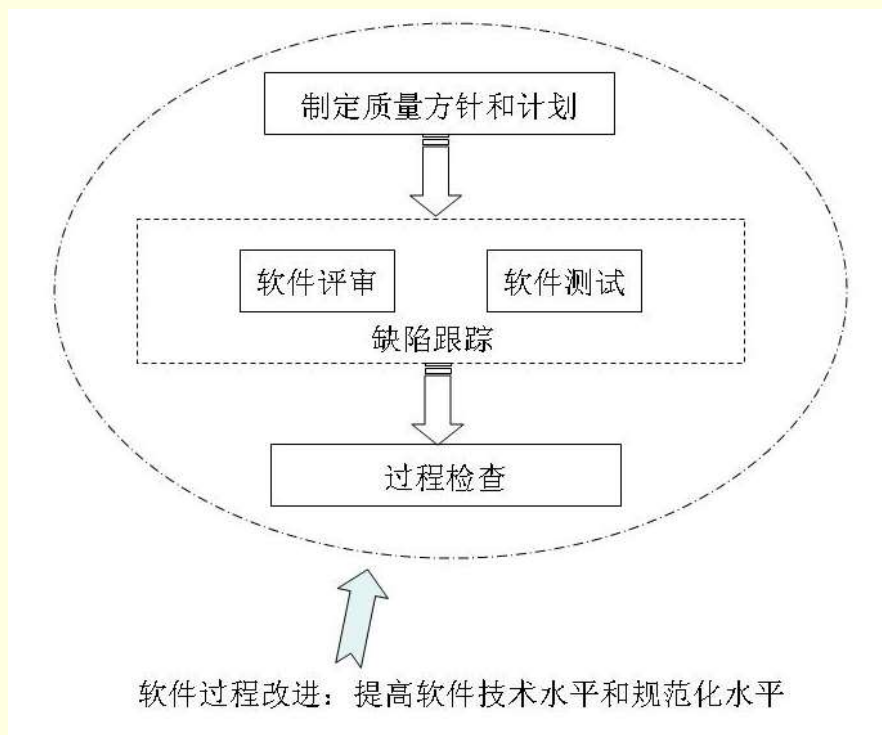 制定质量方针和计划
软件评审
软件测试
缺陷跟踪
过程检查
软件过程改进：提高软件技术水平和规范化水平